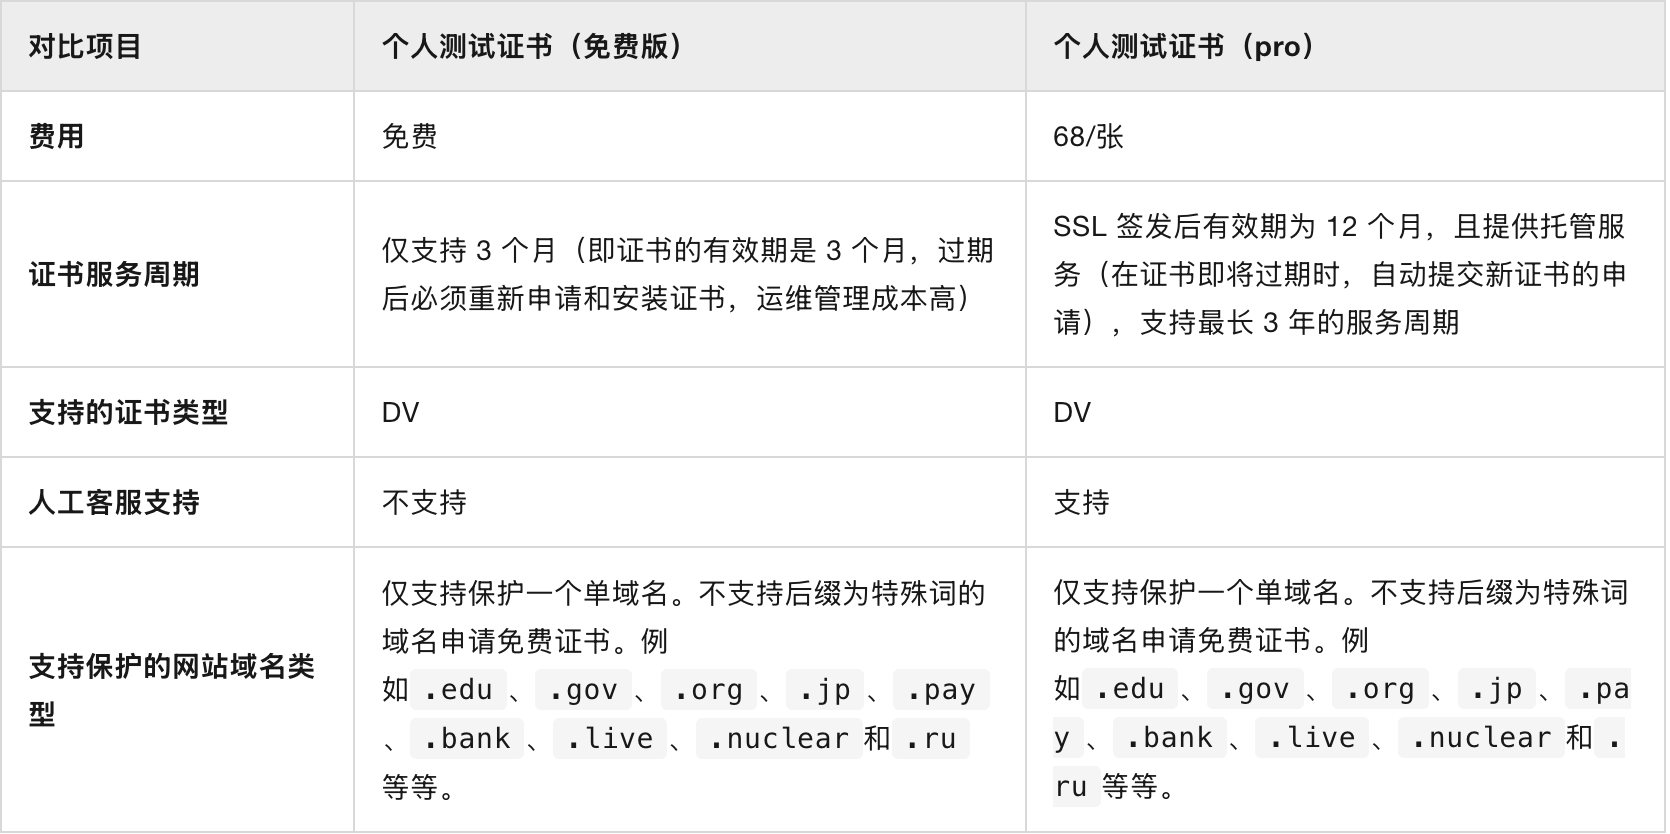 对比项目
个人测试证书（免费版）
个人测试证书（pro）
费用
免费
68/张
证书服务周期
仅支持 3 个月（即证书的有效期是 3 个月，过期
后必须重新申请和安装证书，运维管理成本高）
SSL 签发后有效期为 12 个月，且提供托管服
务（在证书即将过期时，自动提交新证书的申
请），支持最长 3 年的服务周期
支持的证书类型
DV
DV
人工客服支持
不支持
支持
支持保护的网站域名类
型
仅支持保护一个单域名。不支持后缀为特殊词的
域名申请免费证书。例
如 .edu 、 .gov 、 .org 、 .jp 、 .pay
、 .bank 、 .live 、 .nuclear 和 .ru
等等。
仅支持保护一个单域名。不支持后缀为特殊词
的域名申请免费证书。例
如 .edu 、 .gov 、 .org 、 .jp 、 .pa
y 、 .bank 、 .live 、 .nuclear 和 .
ru 等等。